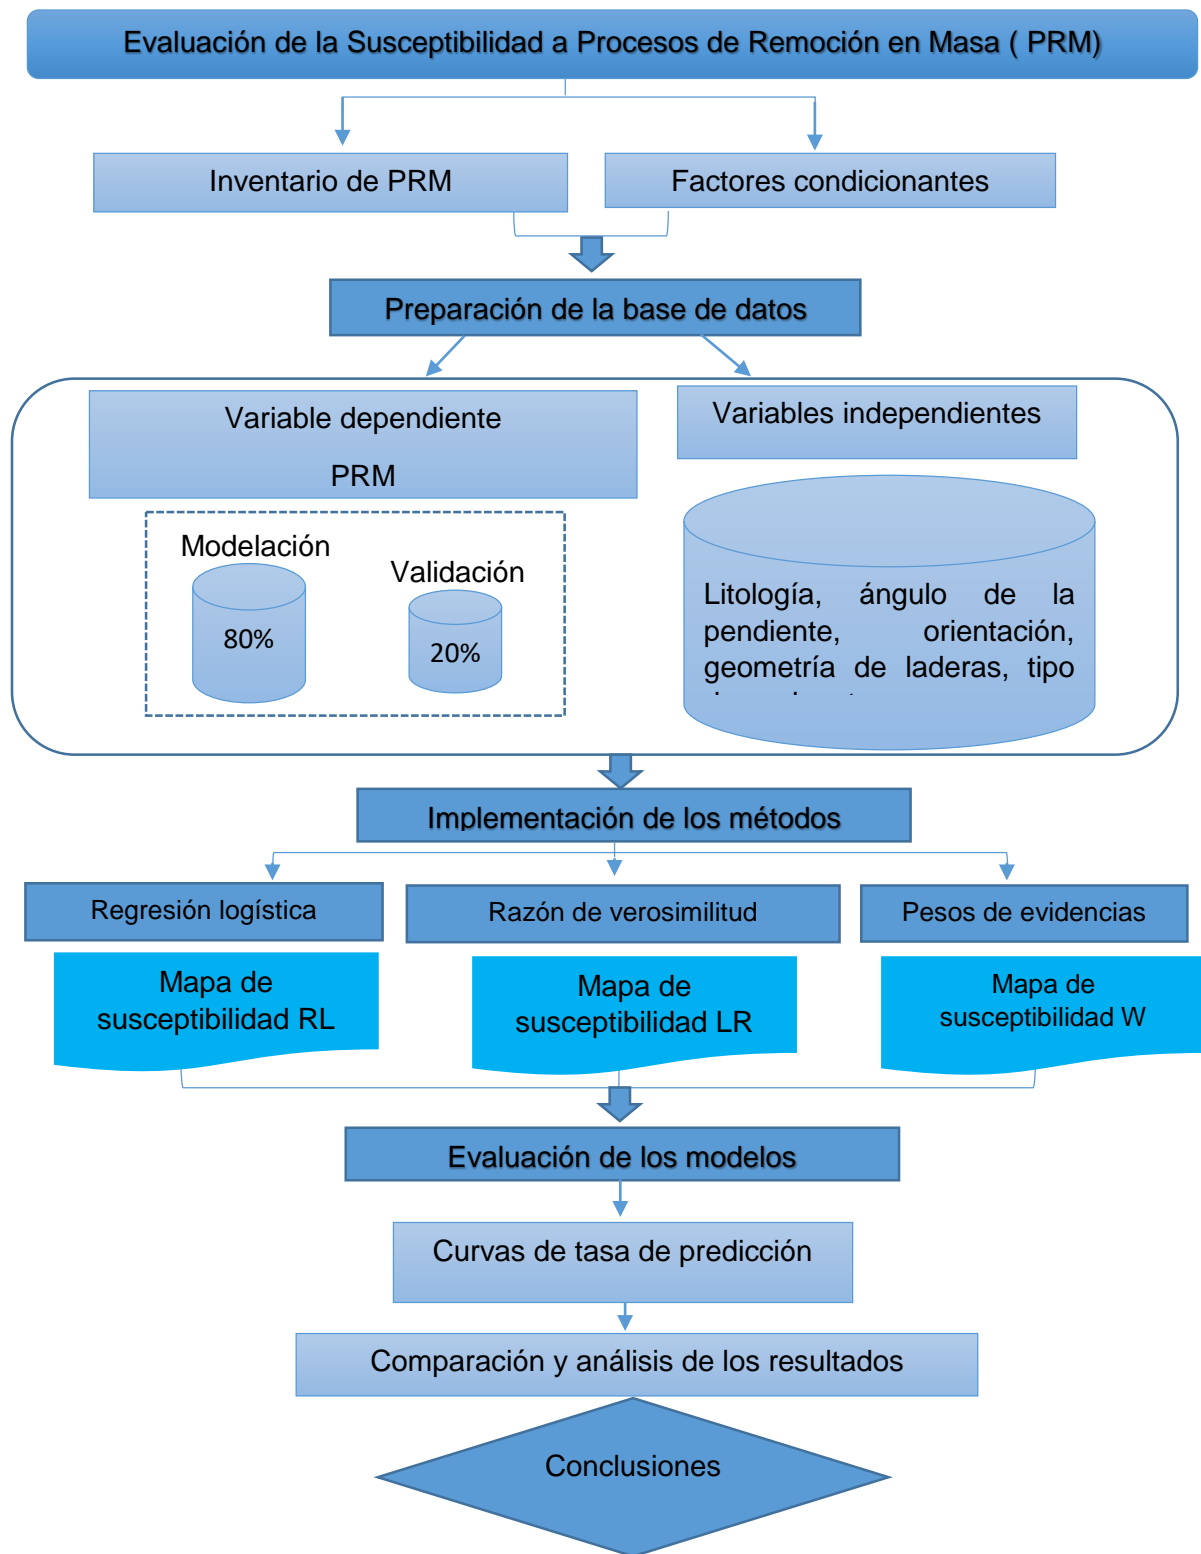 Evaluación de la Susceptibilidad a Procesos de Remoción en Masa ( PRM)
Inventario de PRM
Factores condicionantes
Preparación de la base de datos
Variable dependiente
PRM
Variables independientes
Modelación
80%
Validación
20%
Litología, ángulo de la
pendiente, orientación,
geometría de laderas, tipo
Implementación de los métodos
Regresión logística
Razón de verosimilitud
Pesos de evidencias
Mapa de
susceptibilidad RL
Mapa de
susceptibilidad LR
Mapa de
susceptibilidad W
Evaluación de los modelos
Curvas de tasa de predicción
Comparación y análisis de los resultados
Conclusiones